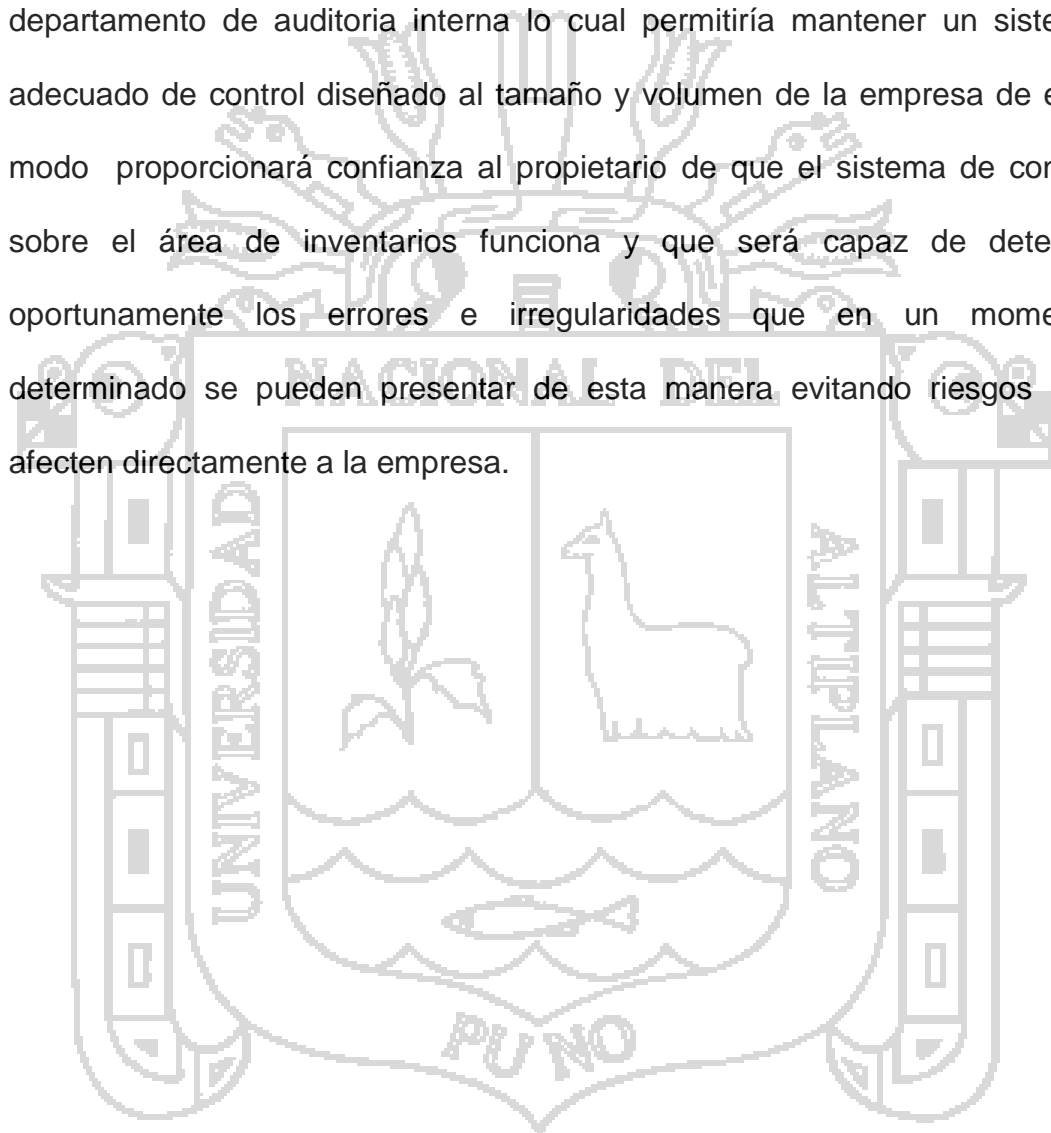 departamento de auditoria interna lo cual permitiría mantener un siste
adecuado de control diseñado al tamaño y volumen de la empresa de e
modo proporcionará confianza al propietario de que el sistema de con
sobre el área de inventarios funciona y que será capaz de dete
oportunamente los errores e irregularidades que en un mome
determinado se pueden presentar de esta manera evitando riesgos
afecten directamente a la empresa.
NACIONAL DEL
UNIVERSIDAD
ALTIPLANO
PUNO